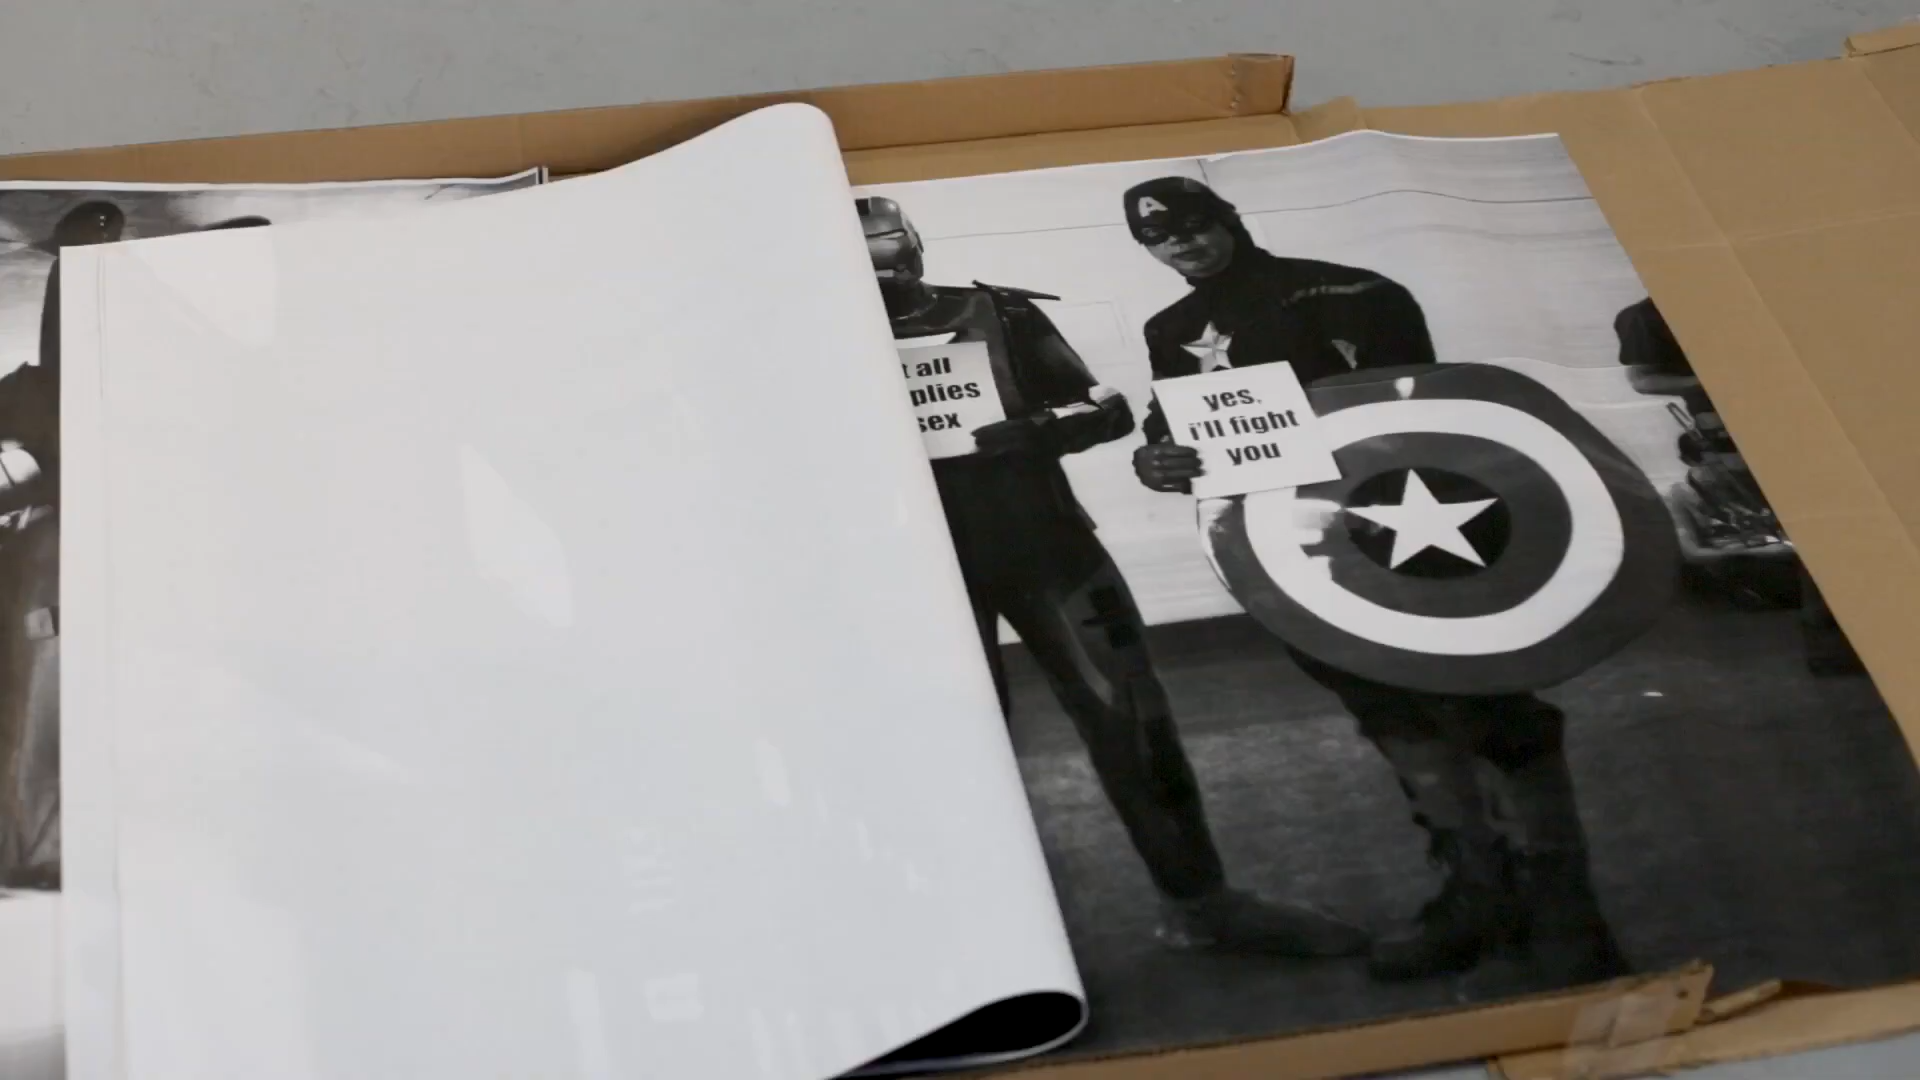 t all
plies
sex
A
yes,
i'll fight
you